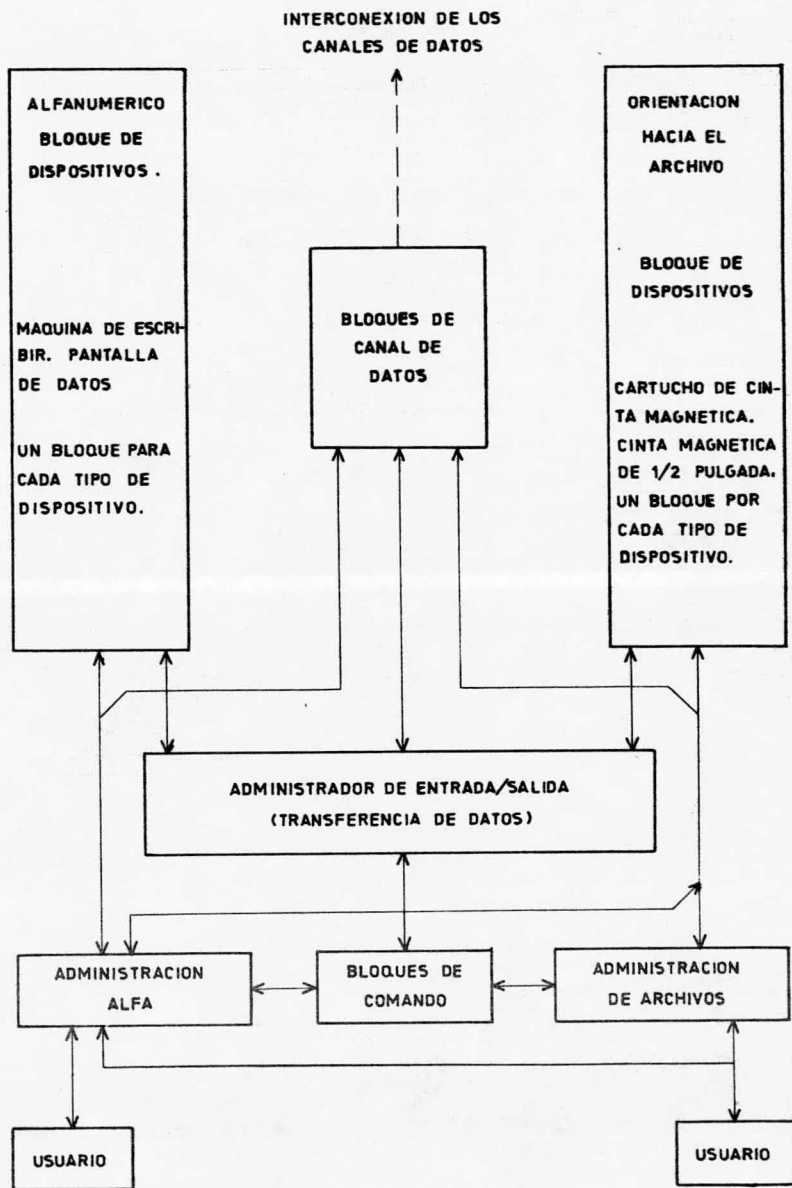 INTERCONEXION DE LOS
CANALES DE DATOS
ALFANUMERICO
BLOQUE DE
DISPOSITIVOS.
MAQUINA DE ESCRI-
BIR. PANTALLA
DE DATOS
UN BLOQUE PARA
CADA TIPO DE
DISPOSITIVO.
BLOQUES DE
CANAL DE
DATOS
ORIENTACION
HACIA EL
ARCHIVO
BLOQUE DE
DISPOSITIVOS
CARTUCHO DE CIN-
TA MAGNETICA.
CINTA MAGNETICA
DE 1/2 PULGADA.
UN BLOQUE POR
CADA TIPO DE
DISPOSITIVO.
ADMINISTRADOR DE ENTRADA/SALIDA
(TRANSFERENCIA DE DATOS)
ADMINISTRACION
ALFA
BLOQUES DE
COMANDO
ADMINISTRACION
DE ARCHIVOS
USUARIO
USUARIO